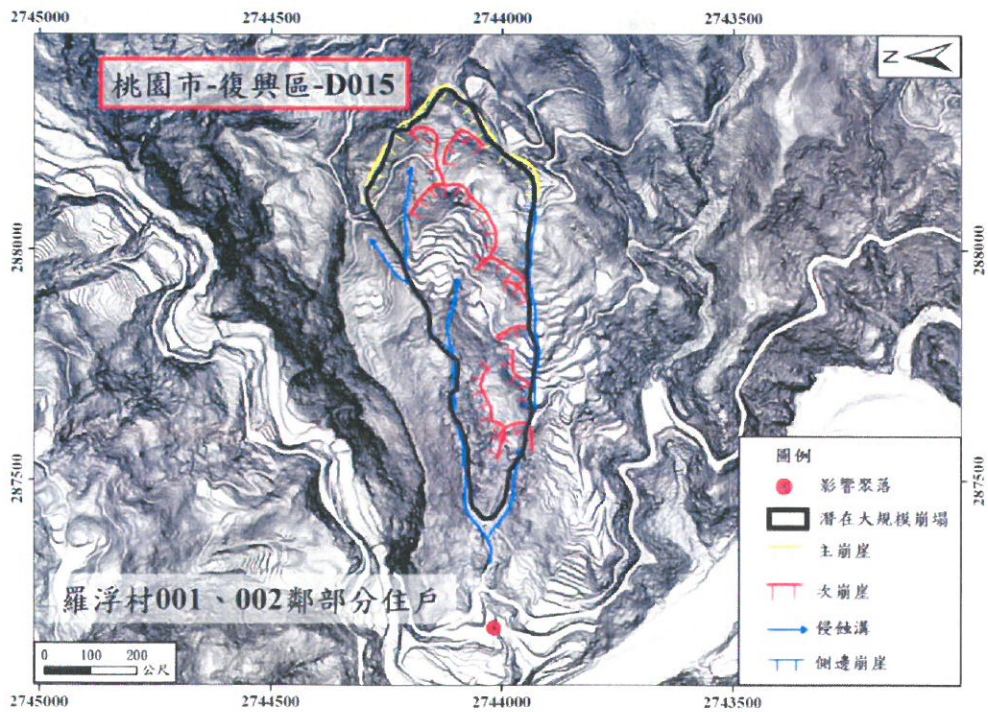 2745000
2744500
2744000
2743500
N
桃園市-復興區-D015
288000
288000
287500
287500
圖例
影響聚落
潛在大規模崩塌
主崩崖
次崩崖
侵蝕溝
側邊崩崖
羅浮村001、002鄰部分住戶
0 100 200
公尺
2745000
2744500
2744000
2743500